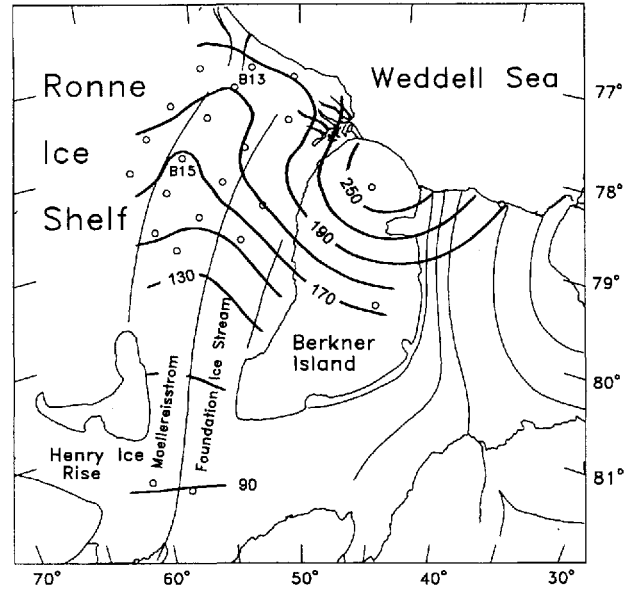 Ronne
Weddell Sea
B13
77°
Ice
B15
250
78°
Shelf
190
130
170
79°
Berkner
Island
Moellereisstrom
Foundation Ice Stream
80°
Henry Ice
Rise
90
81°
70°
60°
50°
40°
30°